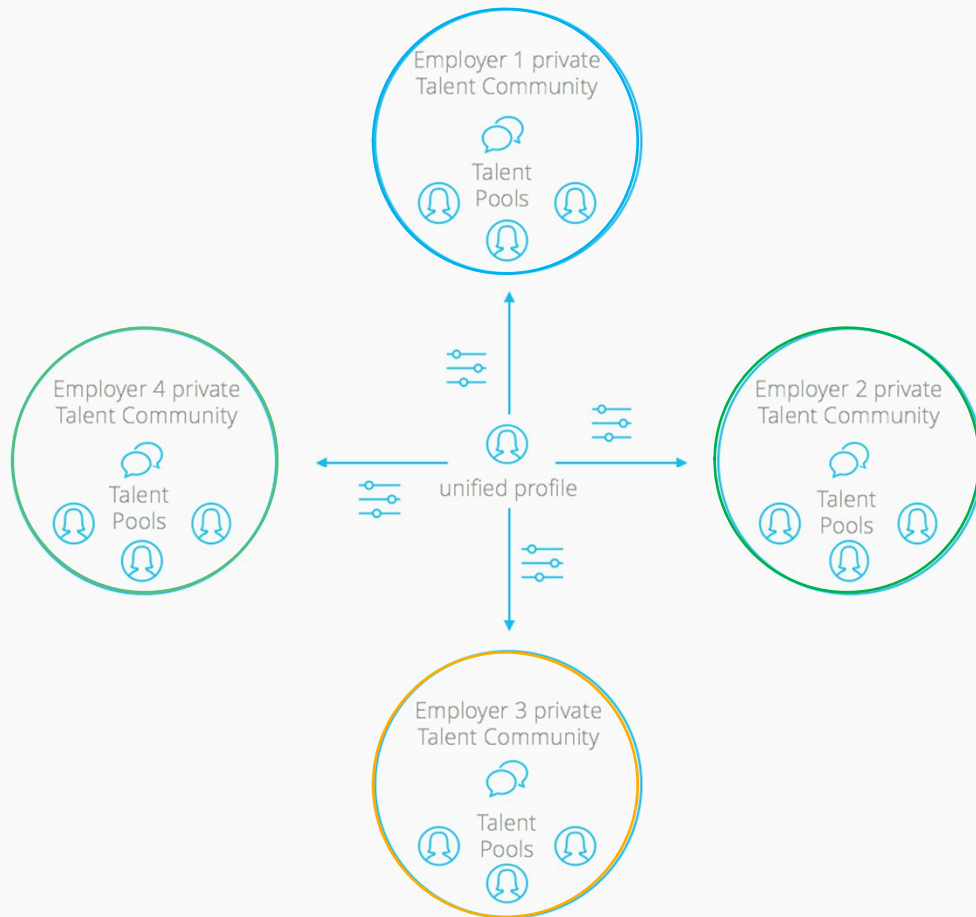 Employer 1 private
Talent Community
Talent
Pools
Employer 4 private
Talent Community
Talent
Pools
unified profile
Employer 2 private
Talent Community
Talent
Pools
Employer 3 private
Talent Community
Talent
Pools